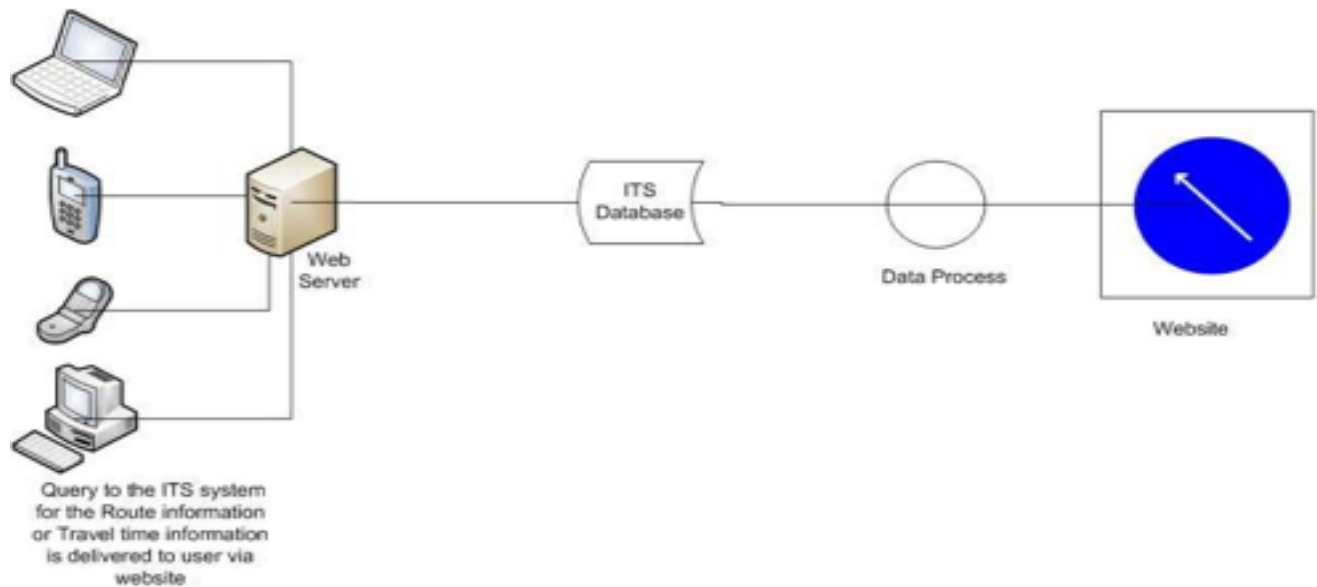 ITS
Database
Web
Server
Data Process
Website
Query to the ITS system
for the Route information
or Travel time information
is delivered to user via
website